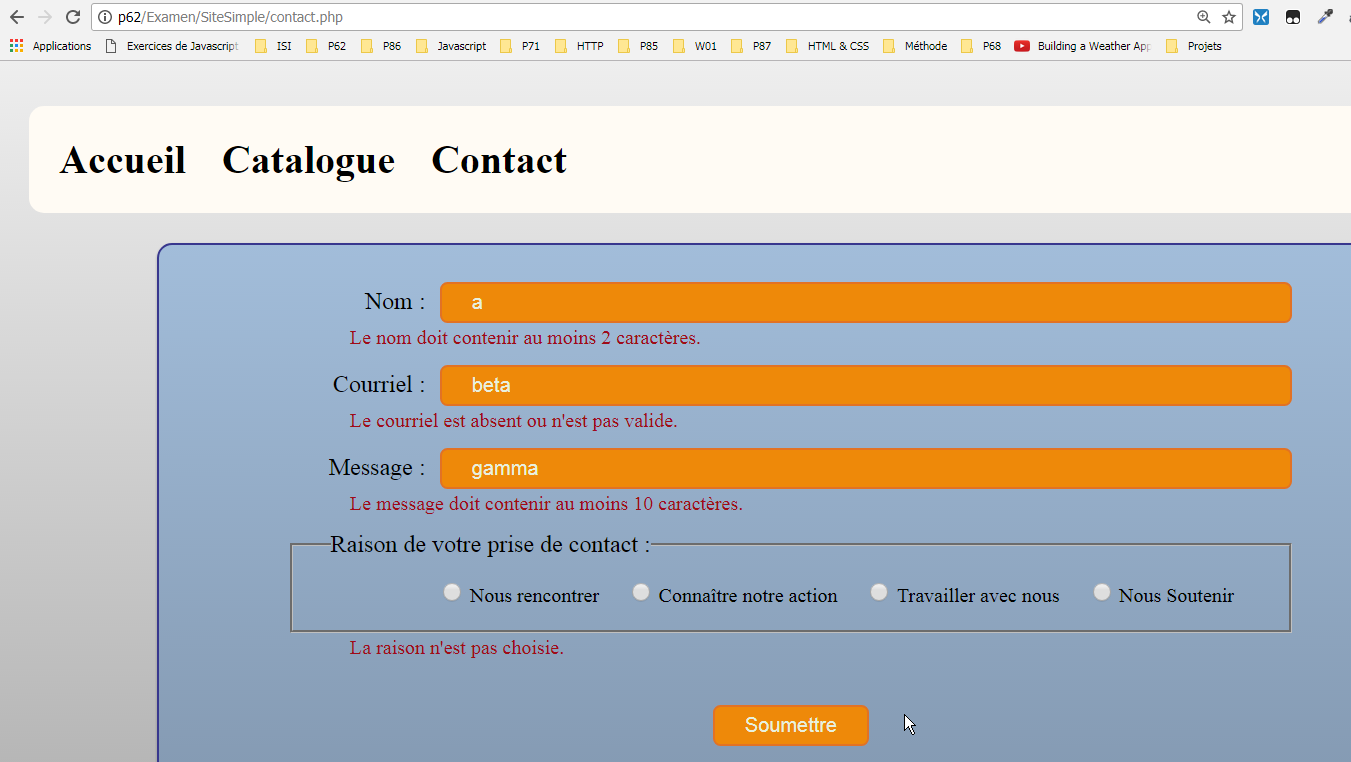 p62/Examen/SiteSimple/contact.php
Applications Exercices de Javascript ISI P62 P86 Javascript P71 HTTP P85 W01 P87 HTML & CSS Méthode P68 Building a Weather App Projets
Accueil Catalogue Contact
Nom : a
Le nom doit contenir au moins 2 caractères.
Courriel : beta
Le courriel est absent ou n'est pas valide.
Message : gamma
Le message doit contenir au moins 10 caractères.
Raison de votre prise de contact :
Nous rencontrer Connaître notre action Travailler avec nous Nous Soutenir
La raison n'est pas choisie.
Soumettre